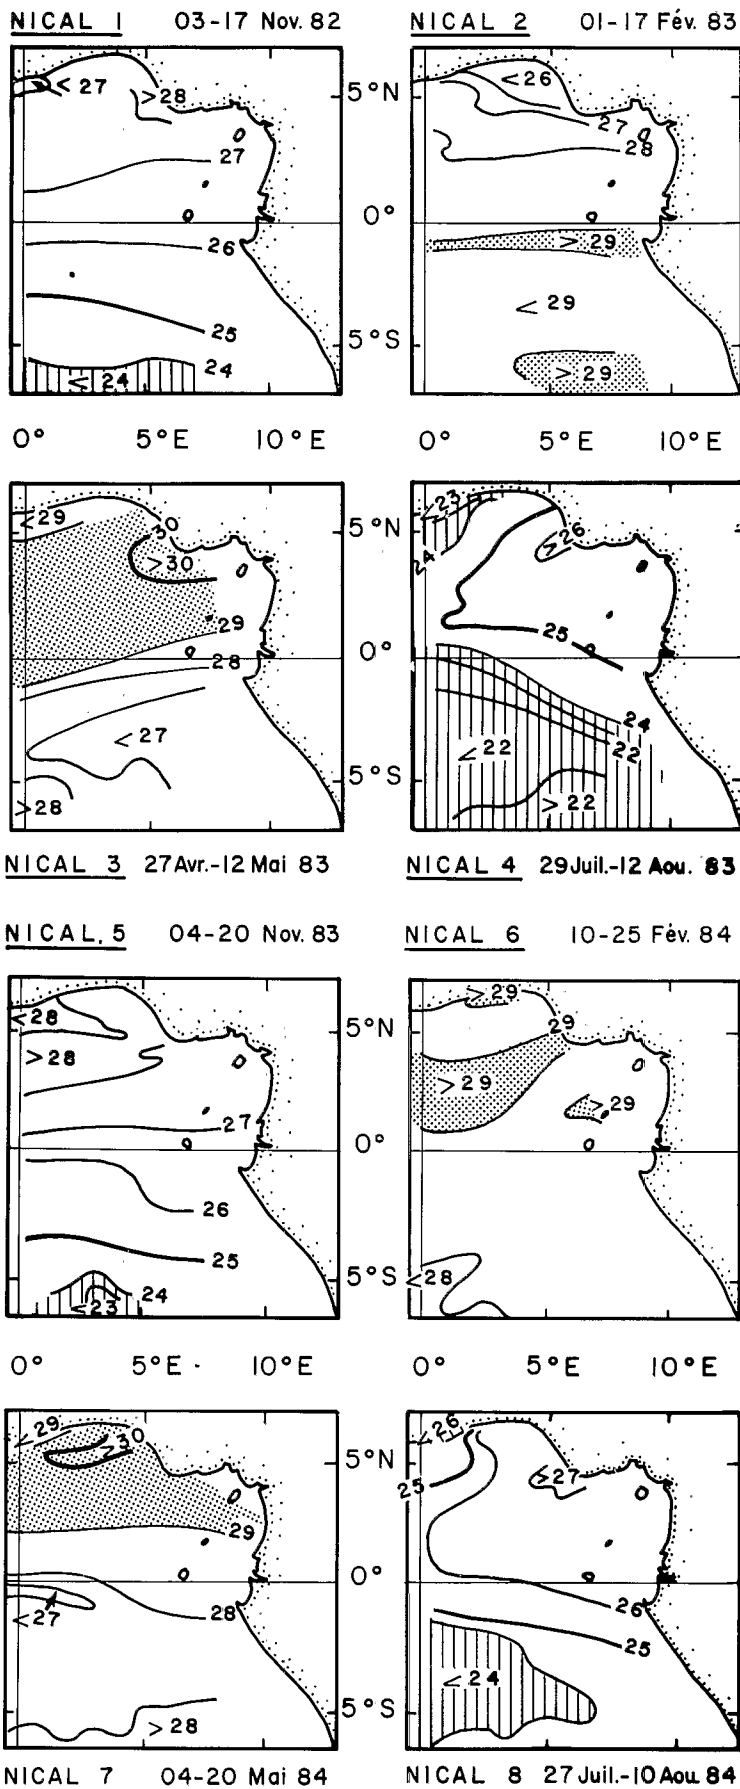 NICAL 1 03-17 Nov. 82
NICAL 2 01-17 Fév. 83
< 27
> 28
5°N
27
0°
26
25
5°S
24
< 24
< 26
27
28
> 29
< 29
> 29
0° 5°E 10°E
0° 5°E 10°E
< 29
30
> 30
5°N
29
0°
28
< 27
5°S
> 28
< 23
24
> 26
25
24
22
< 22
> 22
NICAL 3 27 Avr.-12 Mai 83
NICAL 4 29 Juil.-12 Aou. 83
NICAL. 5 04-20 Nov. 83
NICAL 6 10-25 Fév. 84
< 28
5°N
> 28
27
0°
26
25
5°S
24
< 23
> 29
29
> 29
> 29
< 28
0° 5°E 10°E
0° 5°E 10°E
< 29
> 30
5°N
29
0°
28
< 27
5°S
> 28
< 26
25
> 27
26
25
< 24
NICAL 7 04-20 Mai 84
NICAL 8 27 Juil.-10 Aou. 84